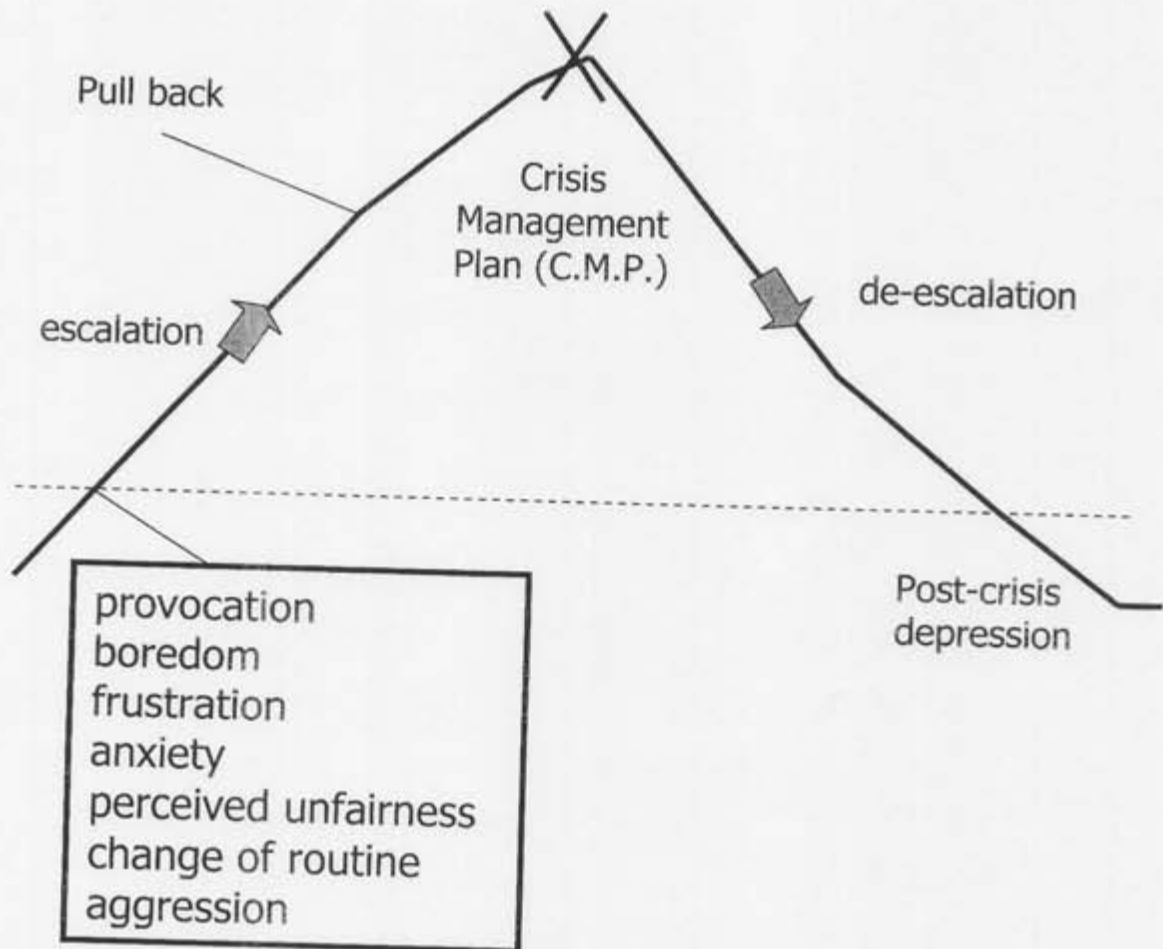 Pull back
Crisis
Management
Plan (C.M.P.)
escalation
de-escalation
provocation
boredom
frustration
anxiety
perceived unfairness
change of routine
aggression
Post-crisis
depression